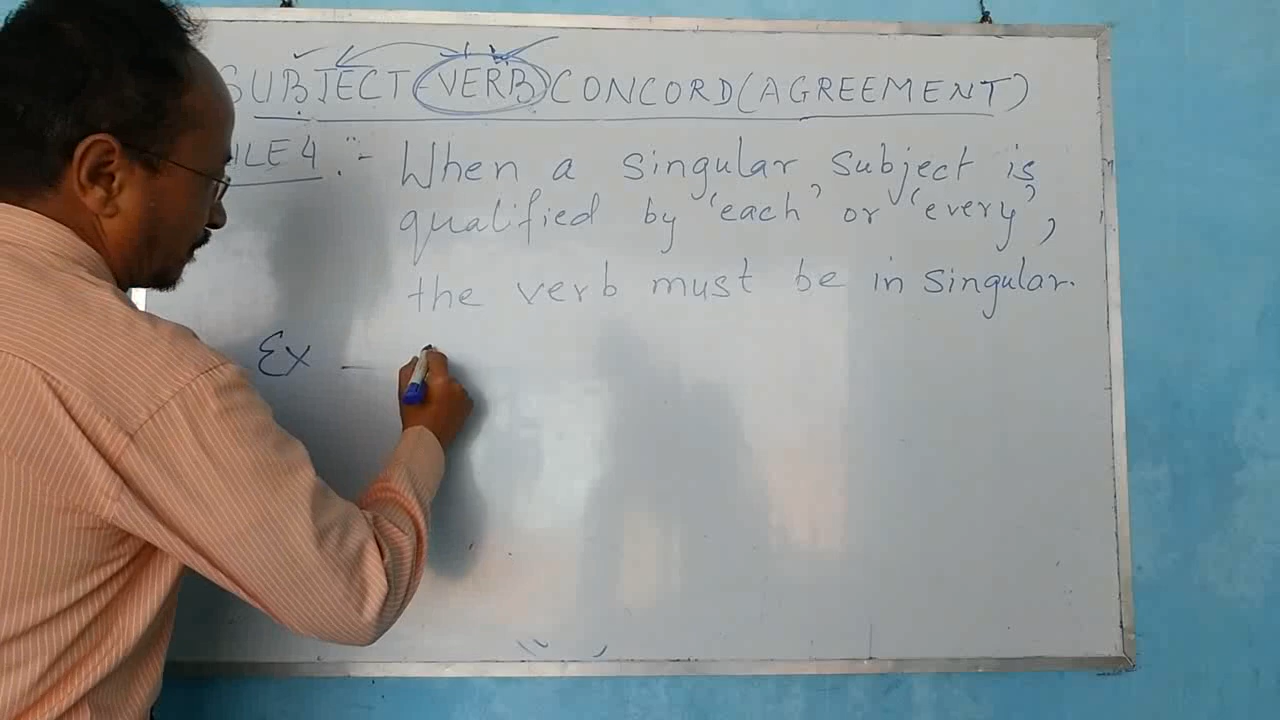 SUBJECT-VERB CONCORD (AGREEMENT)
4 :- When a singular subject is
qualified by 'each' or 'every',
the verb must be in singular.
Ex -